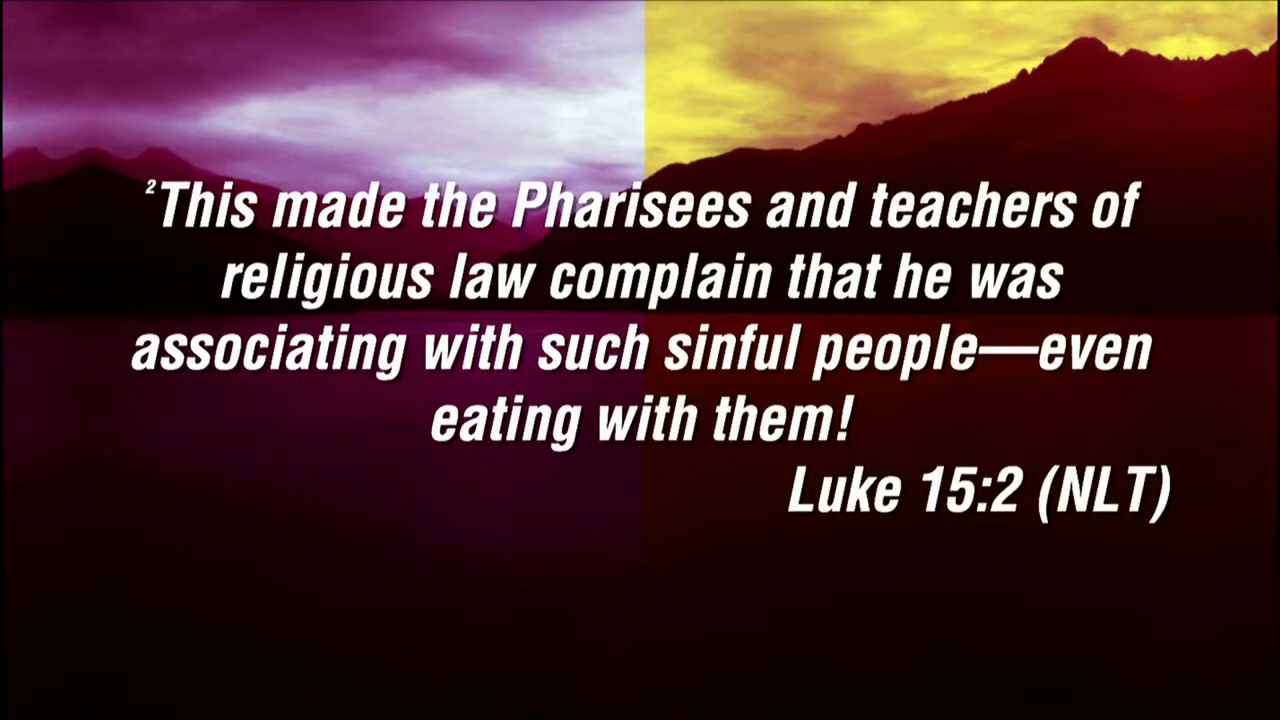 ²This made the Pharisees and teachers of
religious law complain that he was
associating with such sinful people—even
eating with them!
Luke 15:2 (NLT)